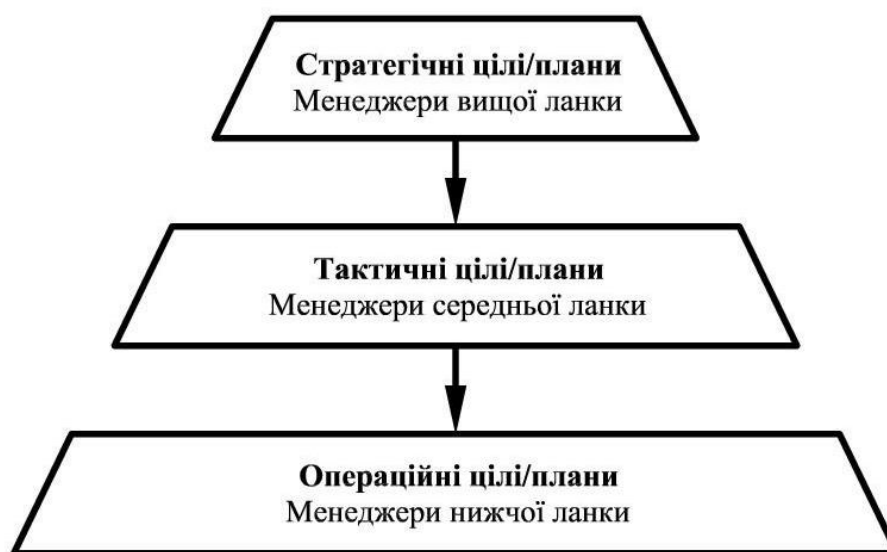 Стратегічні цілі/плани
Менеджери вищої ланки
Тактичні цілі/плани
Менеджери середньої ланки
Операційні цілі/плани
Менеджери нижчої ланки